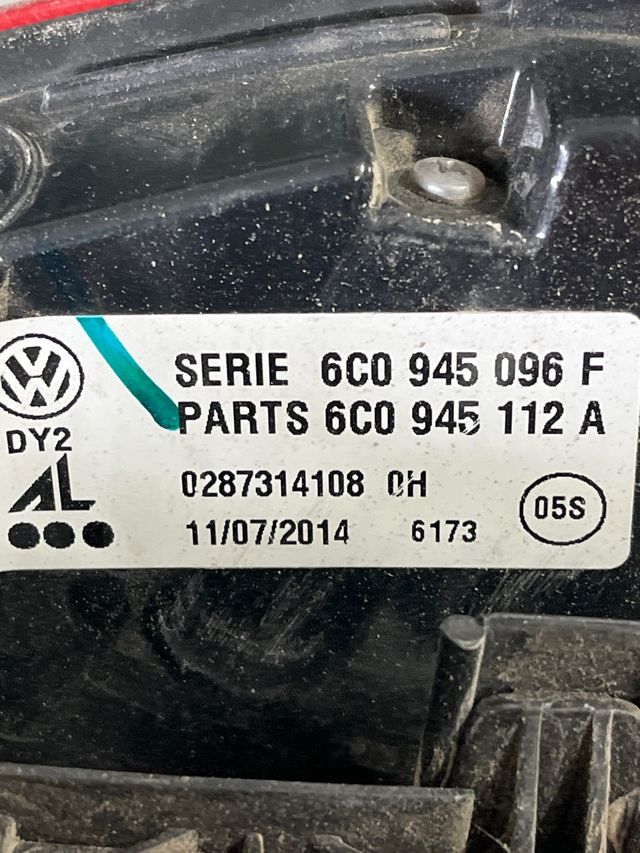 SERIE 6C0 945 096 F
PARTS 6C0 945 112 A
DY2
AL
0287314108 0H
11/07/2014 6173
05S